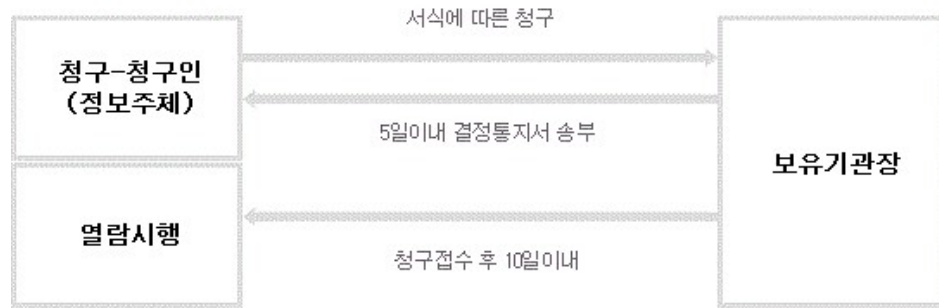 서식에 따른 청구
청구-청구인
(정보주체)
5일이내 결정통지서 송부
보유기관장
열람시행
청구접수 후 10일이내